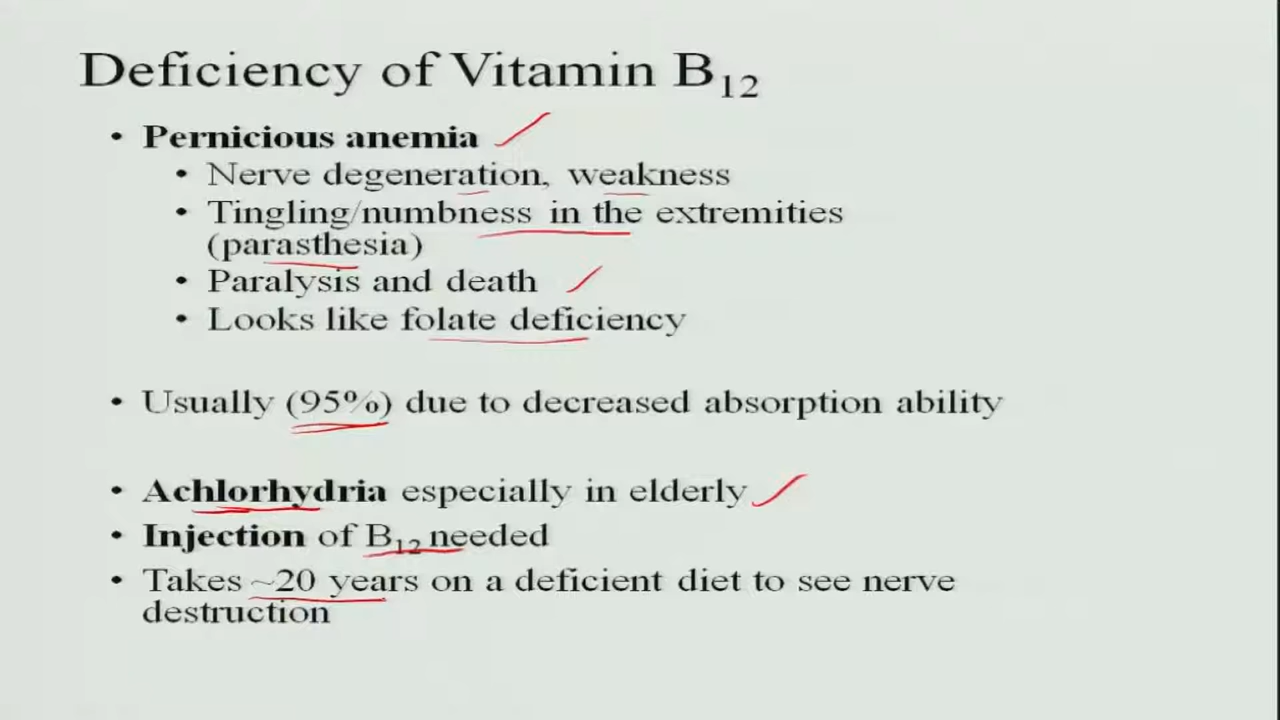 Deficiency of Vitamin B12
• Pernicious anemia
• Nerve degeneration, weakness
• Tingling/numbness in the extremities
(parasthesia)
• Paralysis and death
• Looks like folate deficiency
• Usually (95%) due to decreased absorption ability
• Achlorhydria especially in elderly
• Injection of B12 needed
• Takes ~20 years on a deficient diet to see nerve
destruction